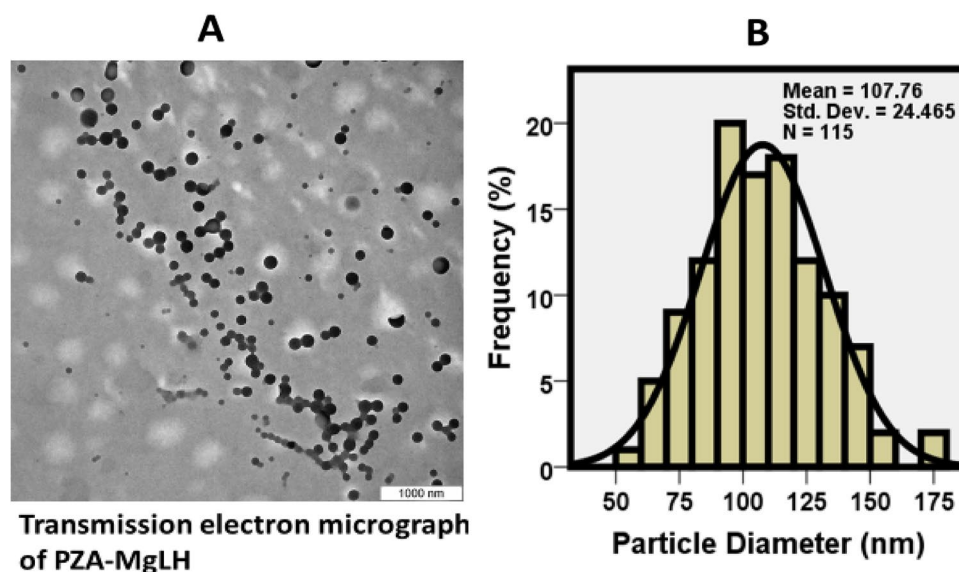 A
B
1000 nm
Transmission electron micrograph
of PZA-MgLH
Mean = 107.76
Std. Dev. = 24.465
N = 115
Frequency (%)
20
15
10
5
0
50 75 100 125 150 175
Particle Diameter (nm)